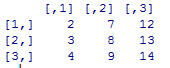 [,1] [,2] [,3]
[1,] 2 7 12
[2,] 3 8 13
[3,] 4 9 14